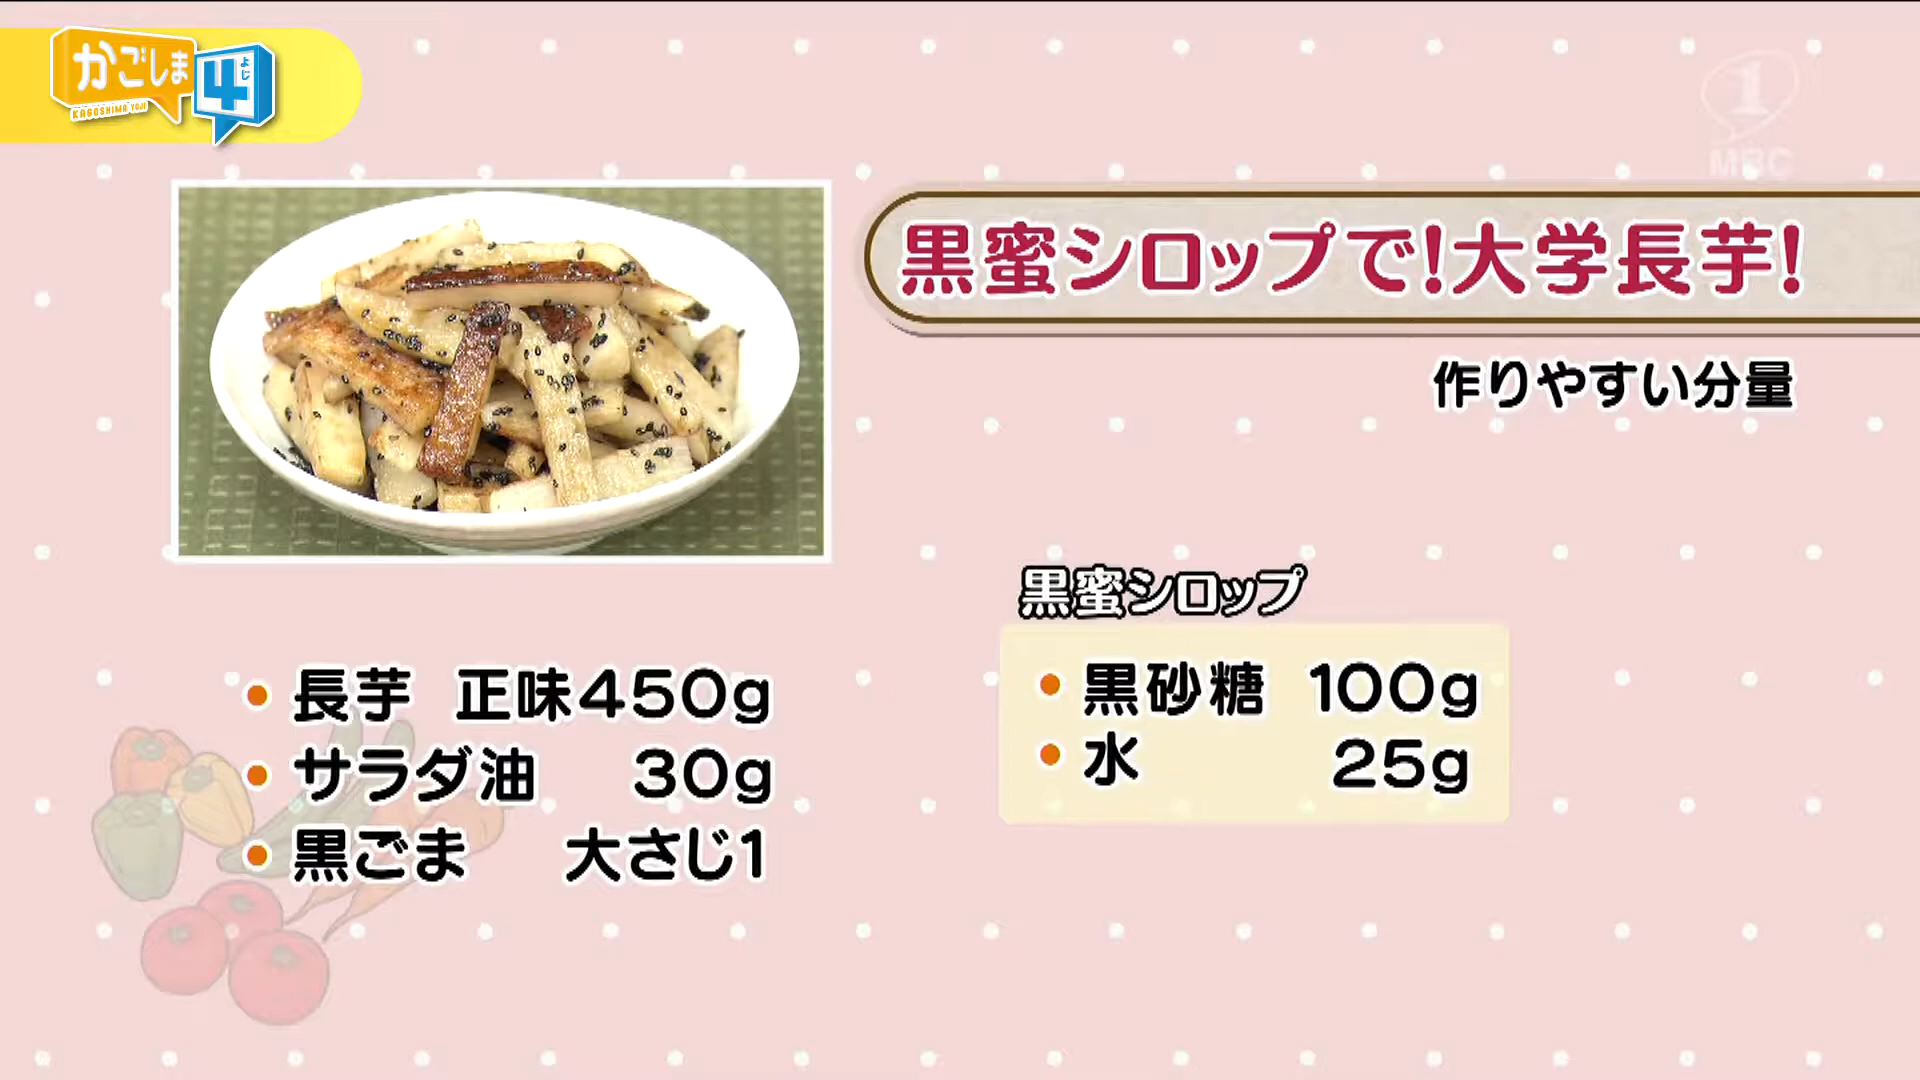 かごしま4
よじ
KAGOSHIMA YOJI
1
MBC
黒蜜シロップで!大学長芋!
作りやすい分量
黒蜜シロップ
・長芋 正味450g
・サラダ油 30g
・黒ごま 大さじ1
・黒砂糖 100g
・水 25g